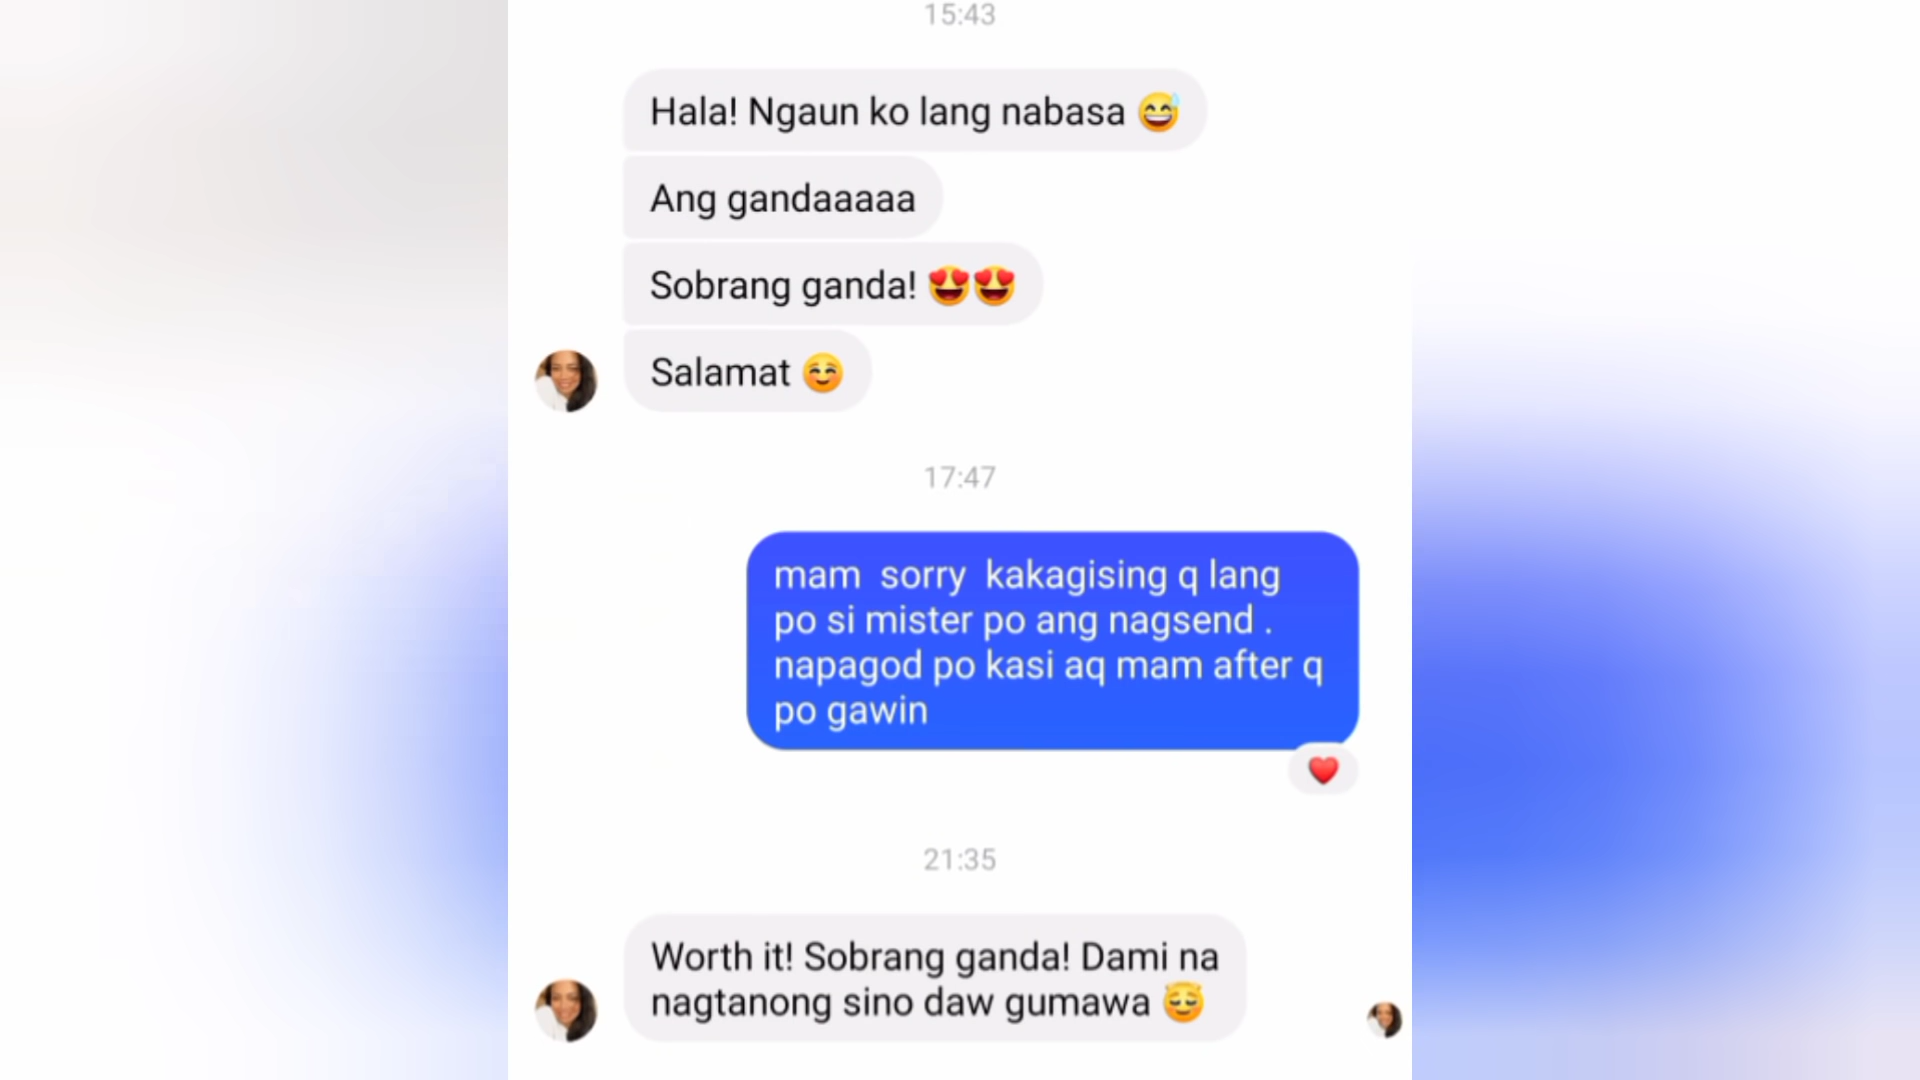 15:43
Hala! Ngaun ko lang nabasa 😅
Ang gandaaaaa
Sobrang ganda! 😍😍
Salamat ☺️
17:47
mam  sorry  kakagising q lang
po si mister po ang nagsend .
napagod po kasi aq mam after q
po gawin
❤️
21:35
Worth it! Sobrang ganda! Dami na
nagtanong sino daw gumawa 😌